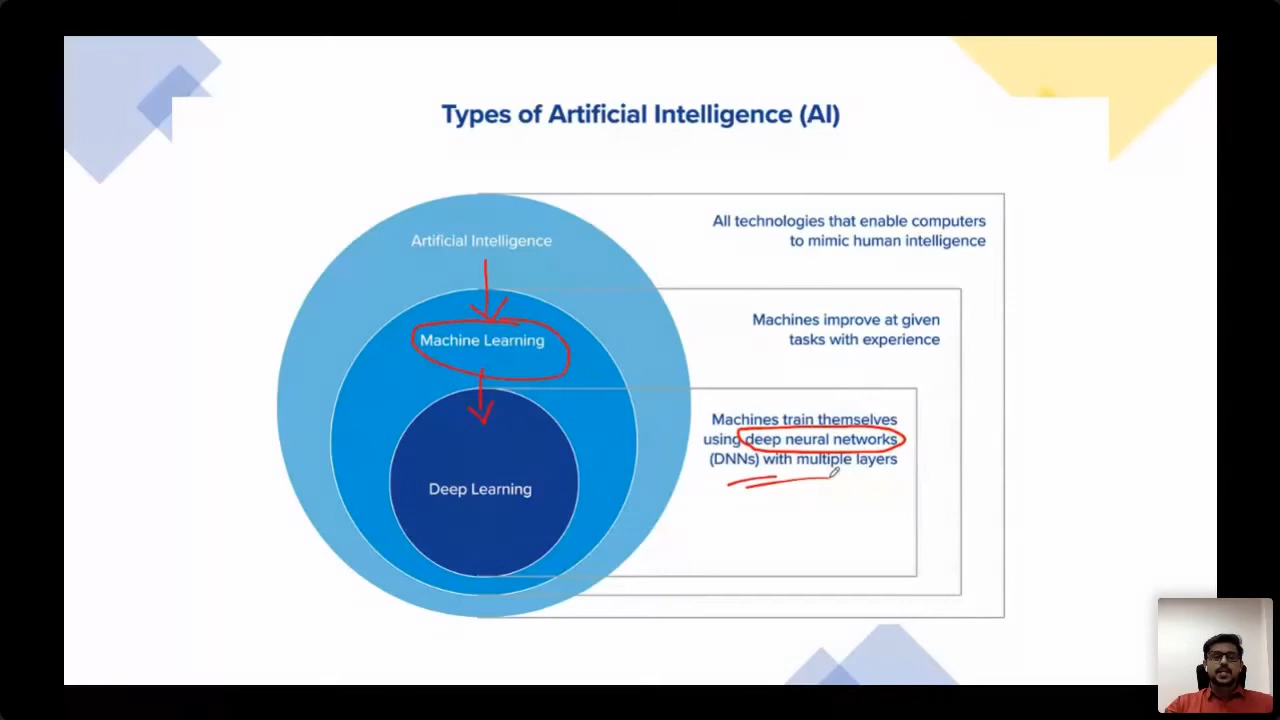 Types of Artificial Intelligence (AI)
Artificial Intelligence
All technologies that enable computers
to mimic human intelligence
Machine Learning
Machines improve at given
tasks with experience
Deep Learning
Machines train themselves
using deep neural networks
(DNNs) with multiple layers